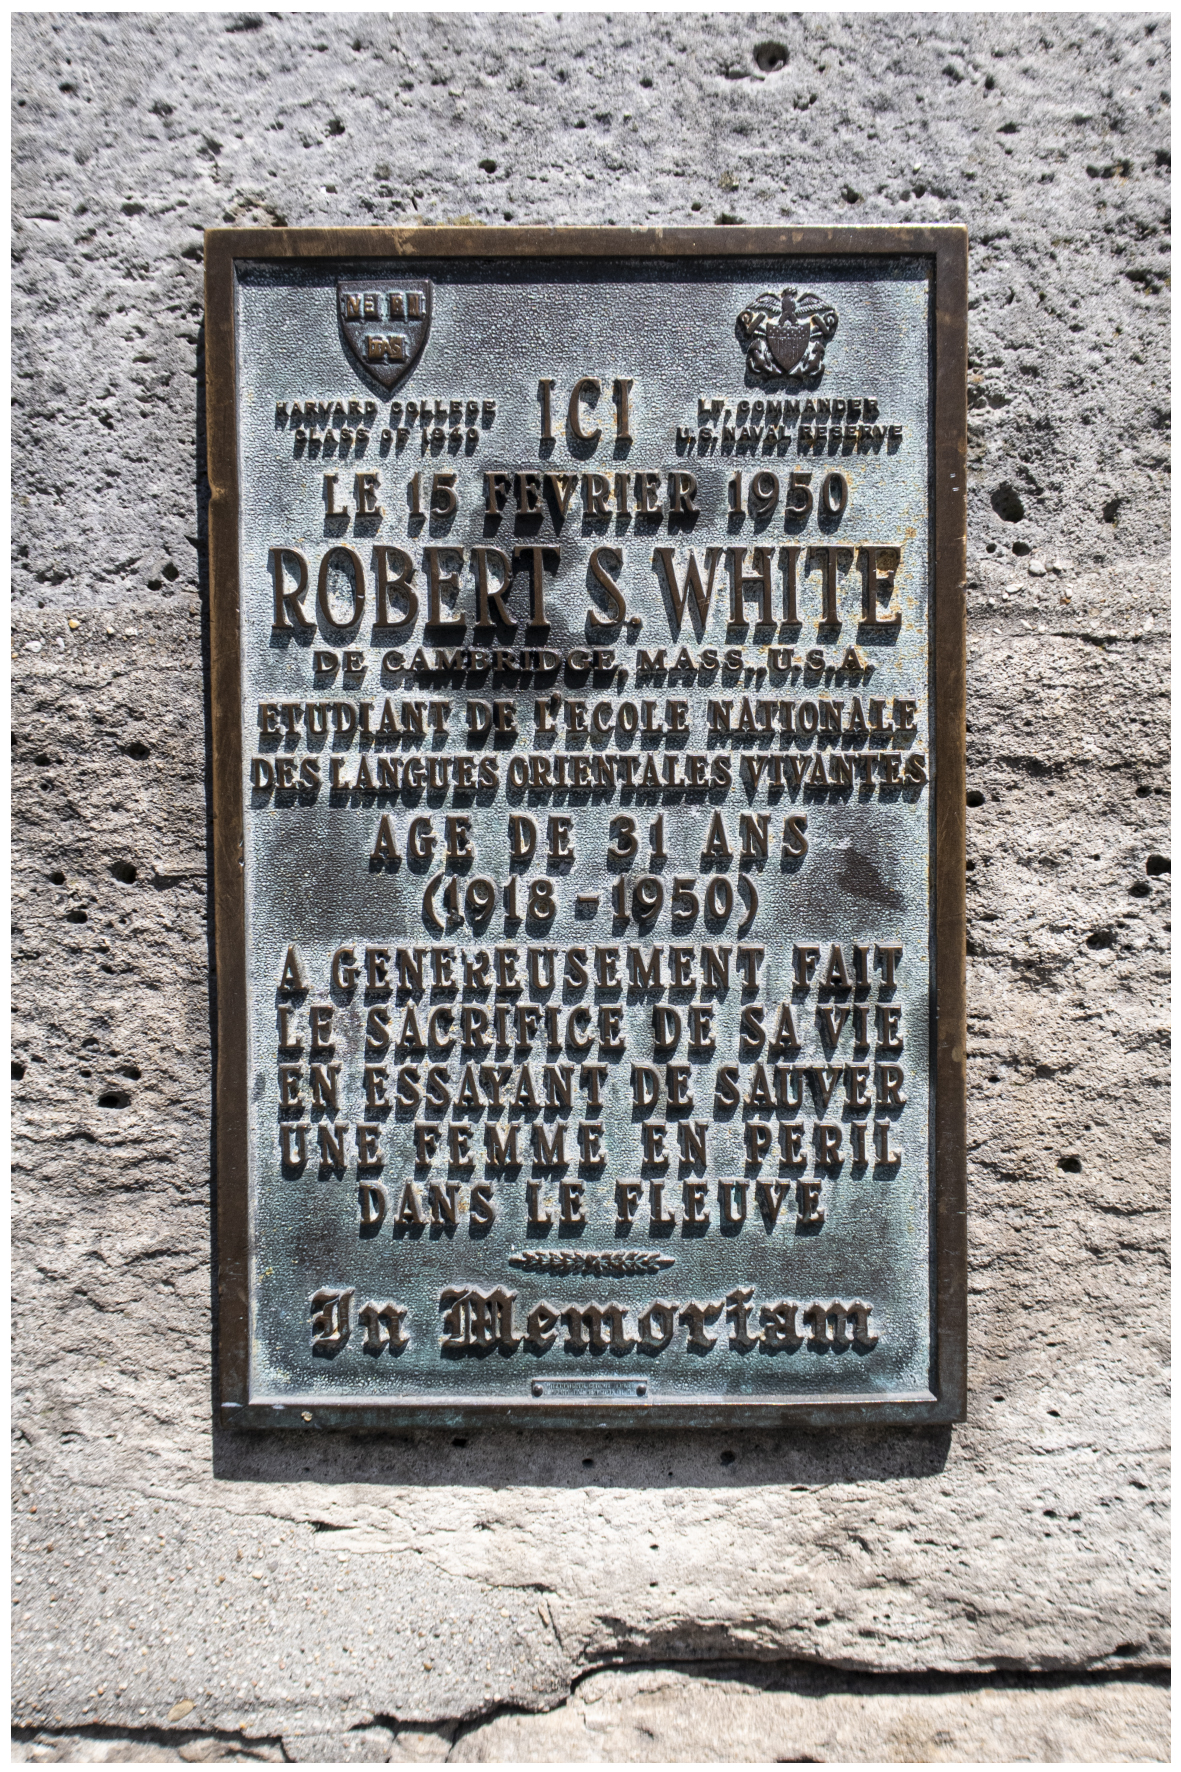 HARVARD COLLEGE
CLASS OF 1940
LT. COMMANDER
U.S. NAVAL RESERVE
ICI
LE 15 FEVRIER 1950
ROBERT S. WHITE
DE CAMBRIDGE, MASS., U.S.A.
ETUDIANT DE L'ECOLE NATIONALE
DES LANGUES ORIENTALES VIVANTES
AGE DE 31 ANS
(1918 - 1950)
A GENEREUSEMENT FAIT
LE SACRIFICE DE SA VIE
EN ESSAYANT DE SAUVER
UNE FEMME EN PERIL
DANS LE FLEUVE
In Memoriam